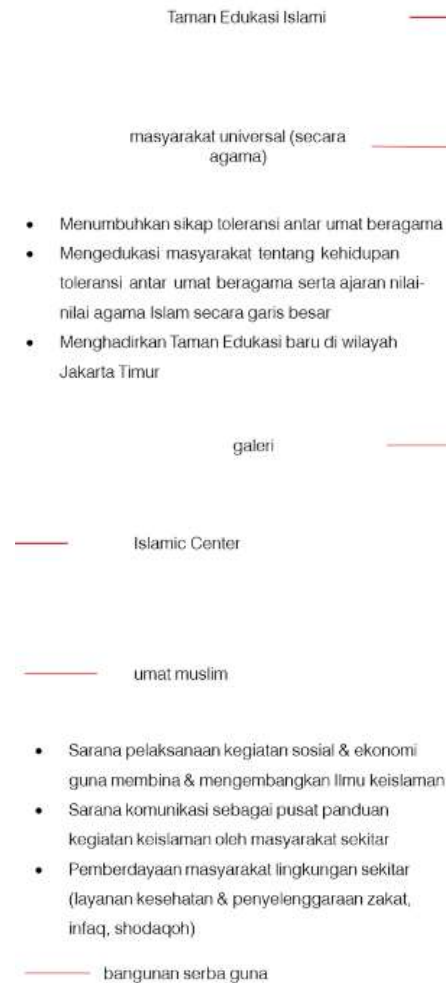 Taman Edukasi Islami
masyarakat universal (secara
agama)
• Menumbuhkan sikap toleransi antar umat beragama
• Mengedukasi masyarakat tentang kehidupan
toleransi antar umat beragama serta ajaran nilai-
nilai agama Islam secara garis besar
• Menghadirkan Taman Edukasi baru di wilayah
Jakarta Timur
galeri
Islamic Center
umat muslim
• Sarana pelaksanaan kegiatan sosial & ekonomi
guna membina & mengembangkan Ilmu keislaman
• Sarana komunikasi sebagai pusat panduan
kegiatan keislaman oleh masyarakat sekitar
• Pemberdayaan masyarakat lingkungan sekitar
(layanan kesehatan & penyelenggaraan zakat,
infaq, shodaqoh)
bangunan serba guna